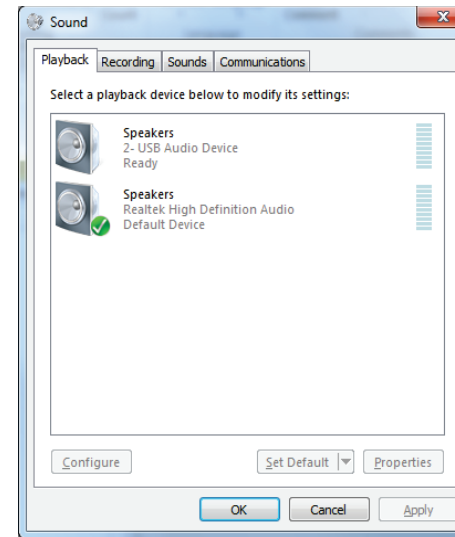 Sound
Playback Recording Sounds Communications
Select a playback device below to modify its settings:
Speakers
2- USB Audio Device
Ready
Speakers
Realtek High Definition Audio
Default Device
Configure Set Default Properties
OK Cancel Apply